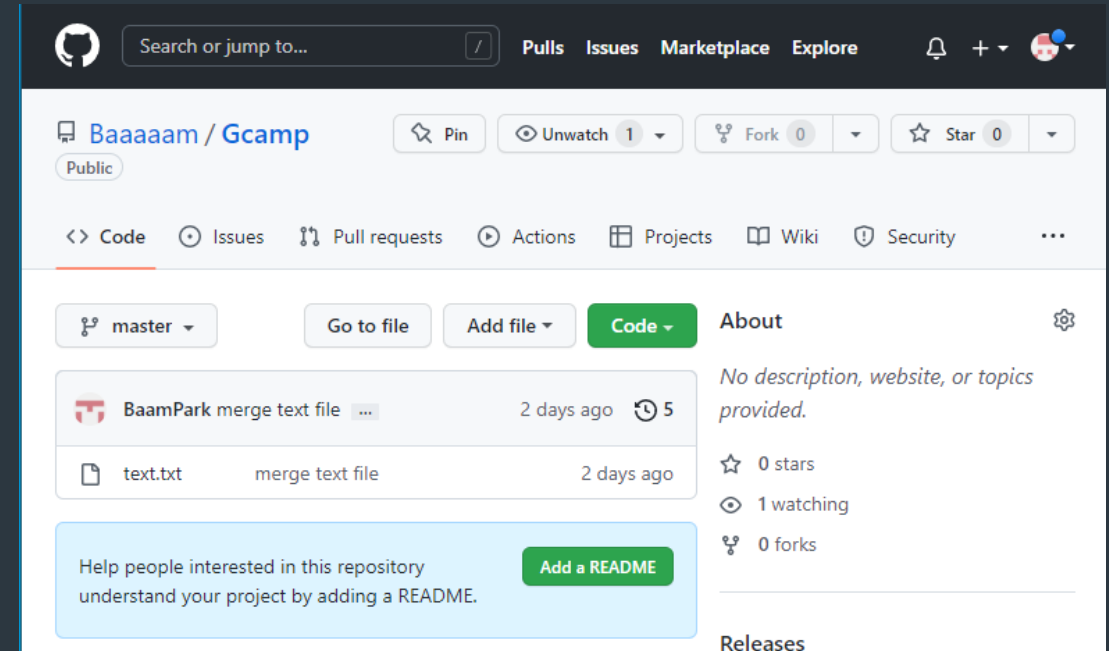 Search or jump to... /
Pulls Issues Marketplace Explore
Baaaaam / Gcamp
Public
Pin
Unwatch 1
Fork 0
Star 0
Code
Issues
Pull requests
Actions
Projects
Wiki
Security
...
master
Go to file
Add file
Code
BaamPark merge text file ... 2 days ago 5
text.txt merge text file 2 days ago
Help people interested in this repository
understand your project by adding a README.
Add a README
About
No description, website, or topics
provided.
0 stars
1 watching
0 forks
Releases